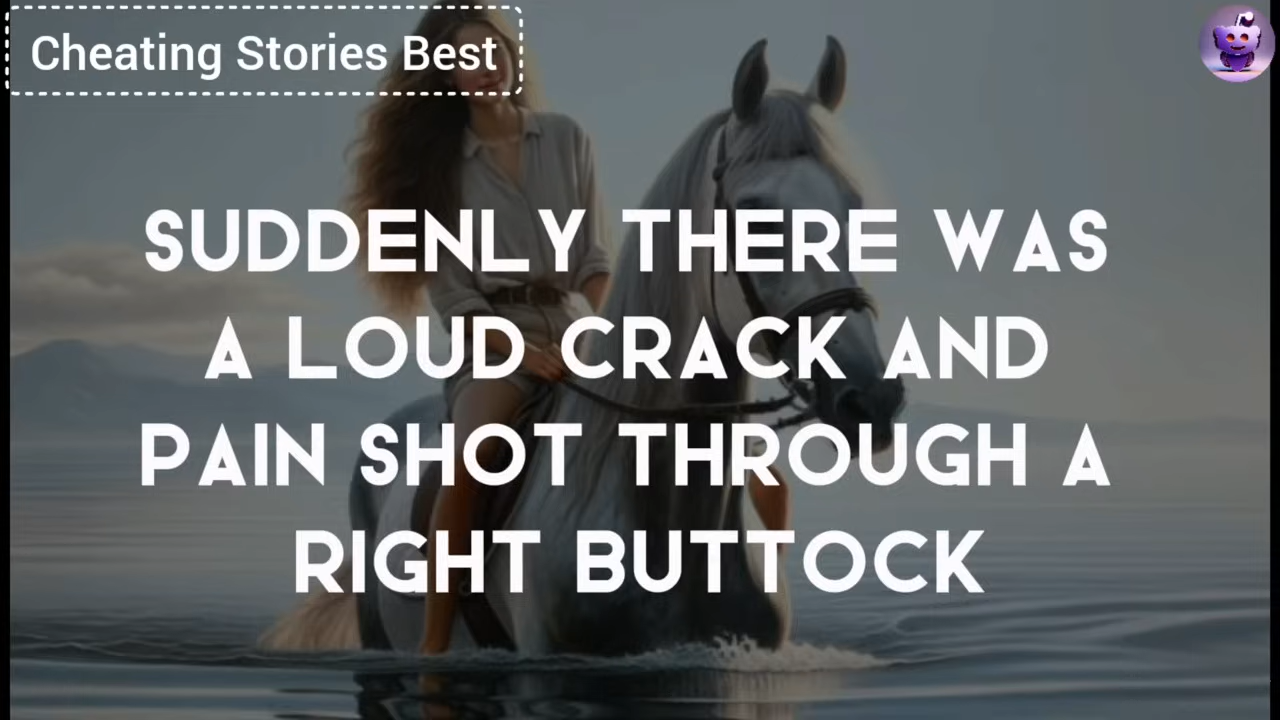 Cheating Stories Best
SUDDENLY THERE WAS
A LOUD CRACK AND
PAIN SHOT THROUGH A
RIGHT BUTTOCK